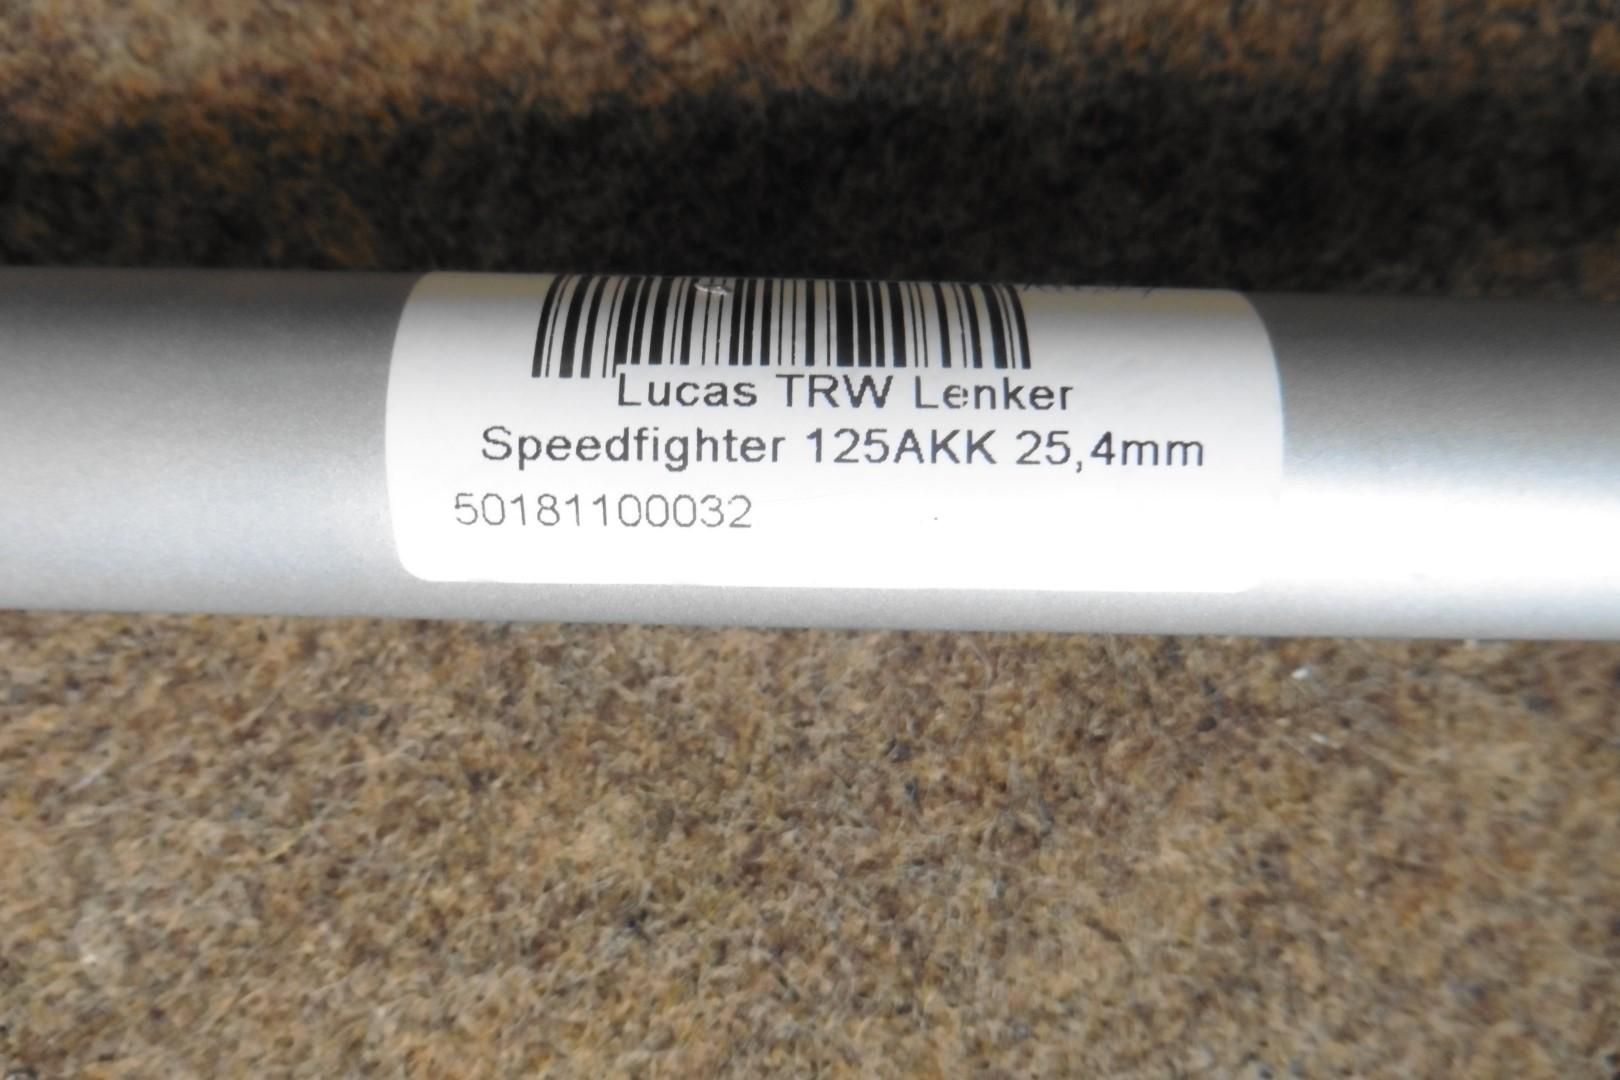 Lucas TRW Lenker
Speedfighter 125AKK 25,4mm
50181100032